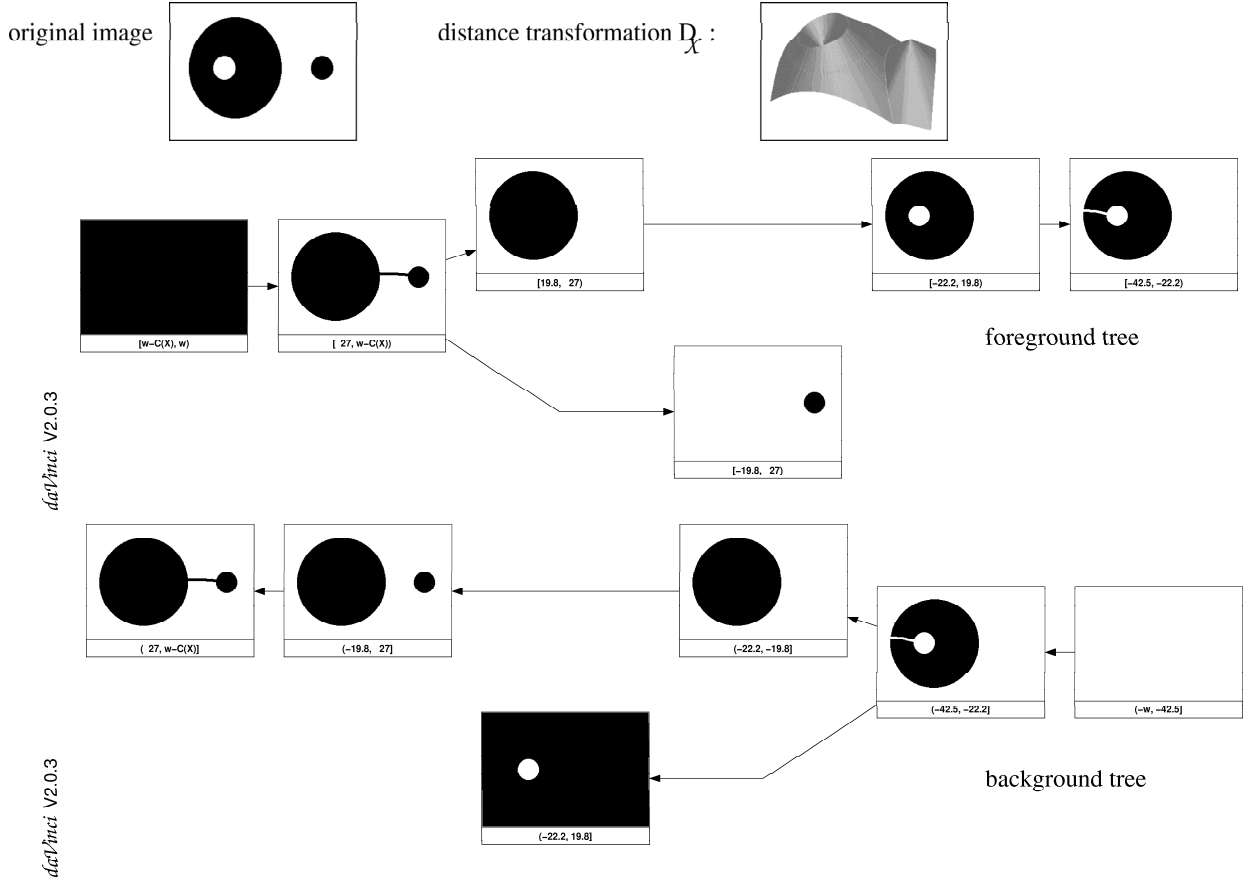 original image
distance transformation D
X :
[w−C(X), w)
[ 27, w−C(X))
[19.8, 27)
[−22.2, 19.8)
[−42.5, −22.2)
foreground tree
[−19.8, 27)
daVinci V2.0.3
( 27, w−C(X)]
(−19.8, 27]
(−22.2, −19.8]
(−42.5, −22.2]
(−w, −42.5]
(−22.2, 19.8]
background tree
daVinci V2.0.3